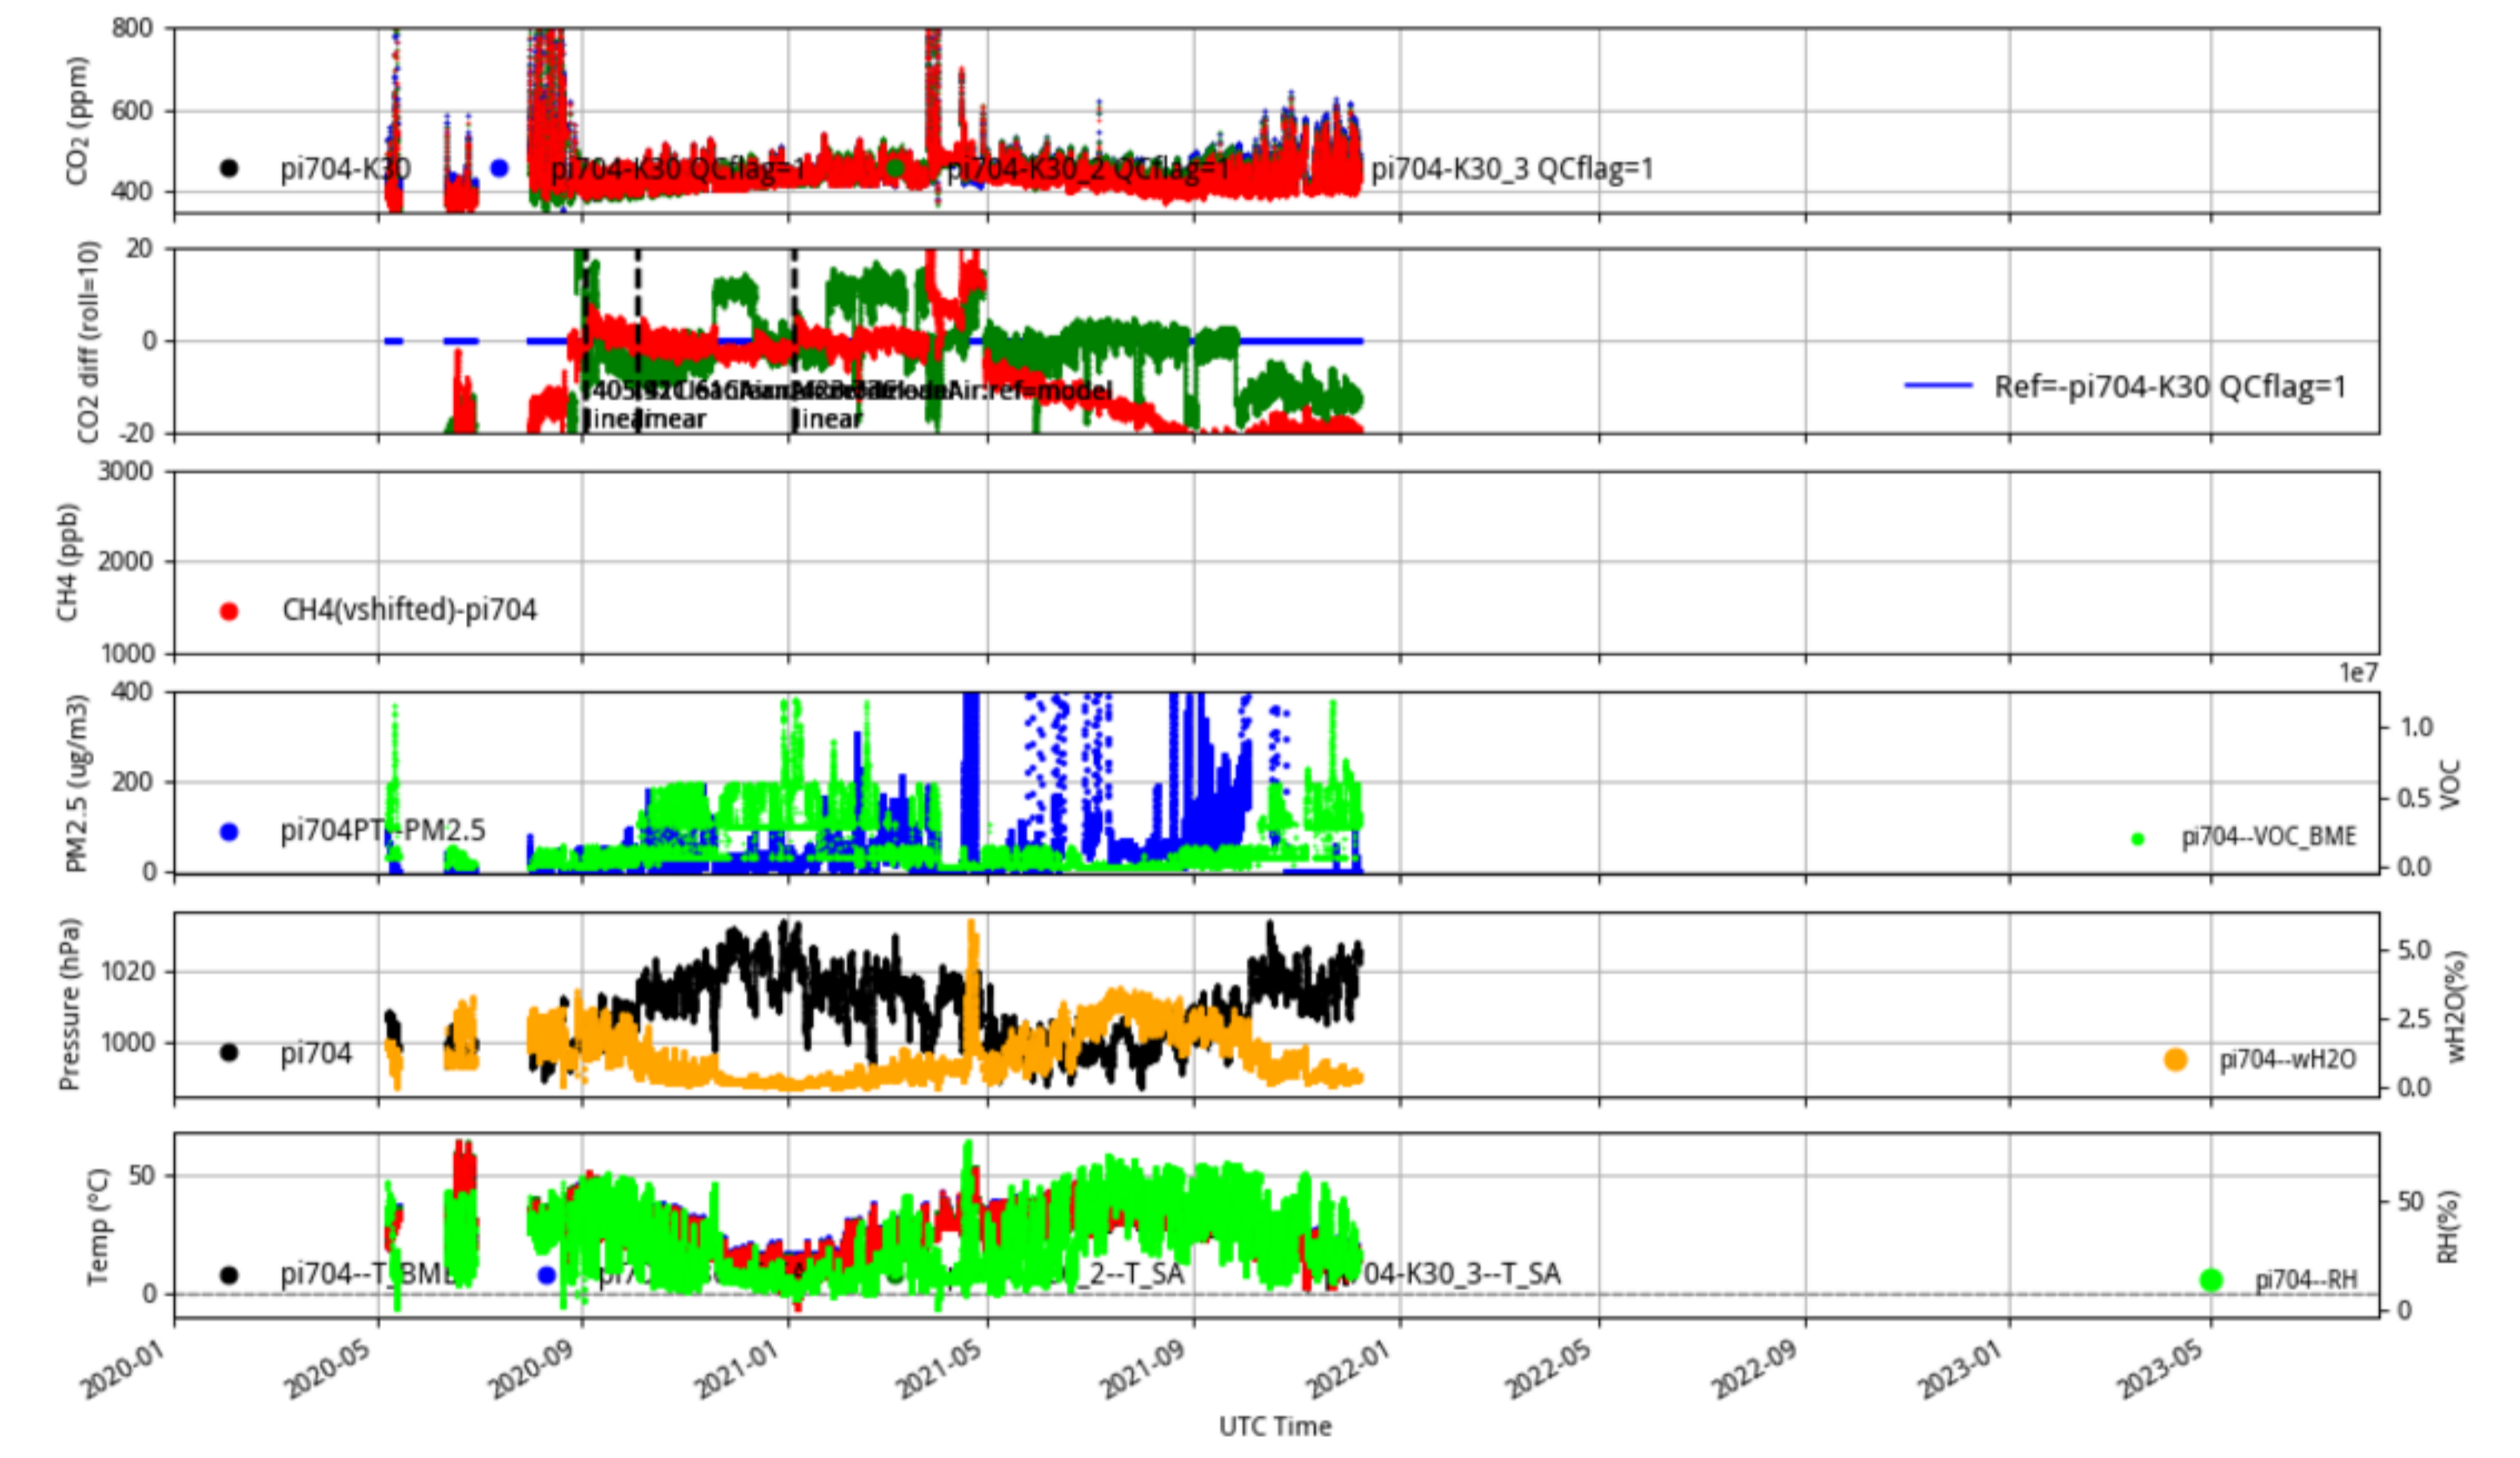 800
600
400
CO2 (ppm)
pi704-K30
pi704-K30 QCflag=1
pi704-K30_2 QCflag=1
pi704-K30_3 QCflag=1
20
0
-20
CO2 diff (roll=10)
Air:ref=model
linear
linear
Ref=-pi704-K30 QCflag=1
3000
2000
1000
CH4 (ppb)
CH4(vshifted)-pi704
1e7
400
200
0
PM2.5 (ug/m3)
pi704PT--PM2.5
1.0
0.5
0.0
VOC
pi704--VOC_BME
1020
1000
Pressure (hPa)
pi704
5.0
2.5
0.0
wH2O(%)
pi704--wH2O
50
0
Temp (°C)
pi704--T_BME
_2--T_SA
04-K30_3--T_SA
50
0
RH(%)
pi704--RH
2020-01
2020-05
2020-09
2021-01
2021-05
2021-09
2022-01
2022-05
2022-09
2023-01
2023-05
UTC Time